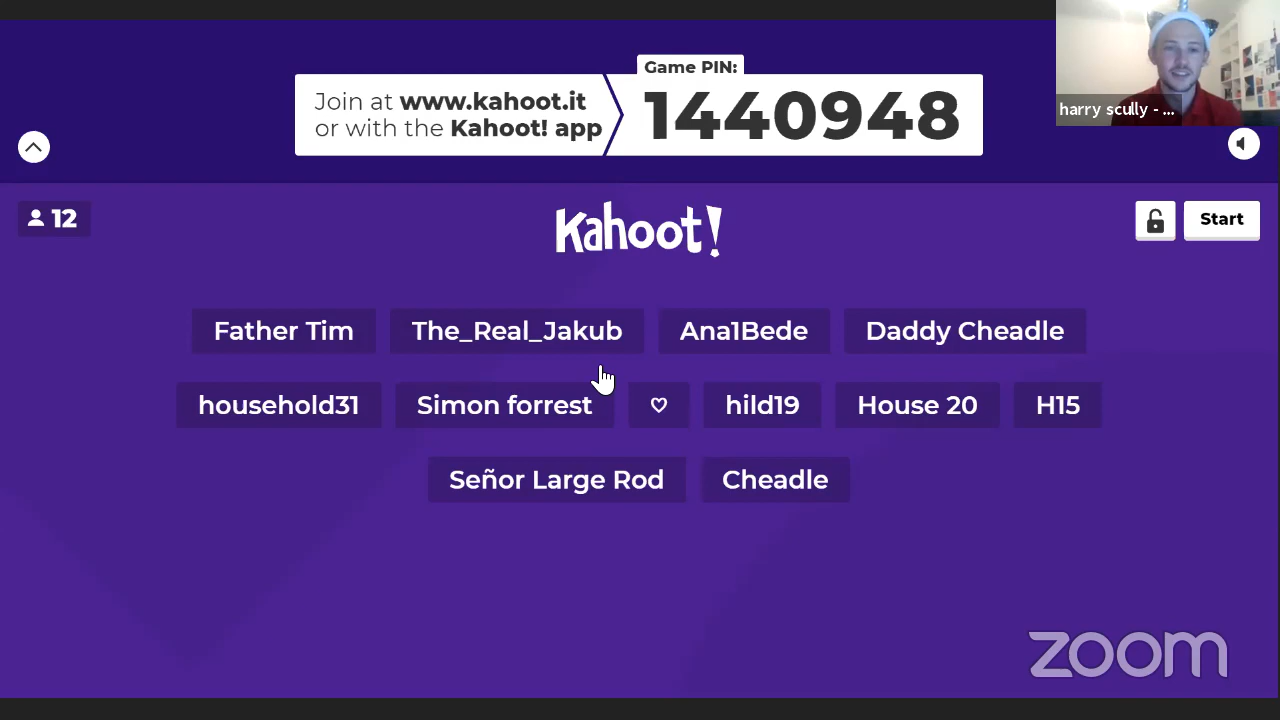 Game PIN:
Join at www.kahoot.it
or with the Kahoot! app
1440948
harry scully - ...
12
Kahoot!
Start
Father Tim
The_Real_Jakub
Ana1Bede
Daddy Cheadle
household31
Simon forrest
♡
hild19
House 20
H15
Señor Large Rod
Cheadle
zoom